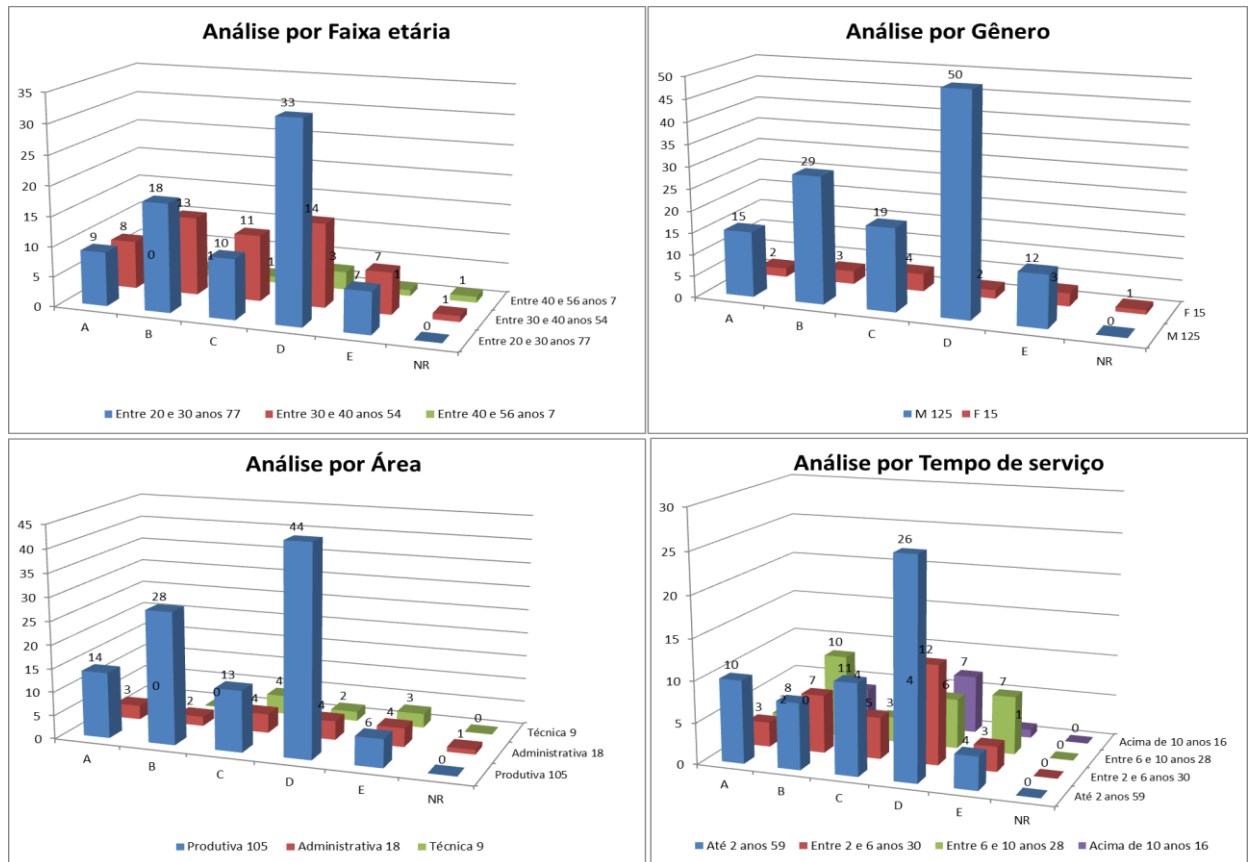 Análise por Faixa etária
35
30
25
20
15
10
5
0
9
8
0
18
13
1
10
11
1
33
14
3
7
7
1
0
1
1
A
B
C
D
E
NR
Entre 40 e 56 anos 7
Entre 30 e 40 anos 54
Entre 20 e 30 anos 77
Entre 20 e 30 anos 77 Entre 30 e 40 anos 54 Entre 40 e 56 anos 7
Análise por Gênero
50
45
40
35
30
25
20
15
10
5
0
15
2
29
3
19
4
50
2
12
3
0
1
A
B
C
D
E
NR
F 15
M 125
M 125 F 15
Análise por Área
45
40
35
30
25
20
15
10
5
0
14
3
0
28
2
0
13
4
4
44
4
2
6
4
3
0
1
0
A
B
C
D
E
NR
Técnica 9
Administrativa 18
Produtiva 105
Produtiva 105 Administrativa 18 Técnica 9
Análise por Tempo de serviço
30
25
20
15
10
5
0
10
3
2
0
8
7
10
4
11
5
3
4
26
12
6
7
4
3
7
1
0
0
0
0
A
B
C
D
E
NR
Acima de 10 anos 16
Entre 6 e 10 anos 28
Entre 2 e 6 anos 30
Até 2 anos 59
Até 2 anos 59 Entre 2 e 6 anos 30 Entre 6 e 10 anos 28 Acima de 10 anos 16